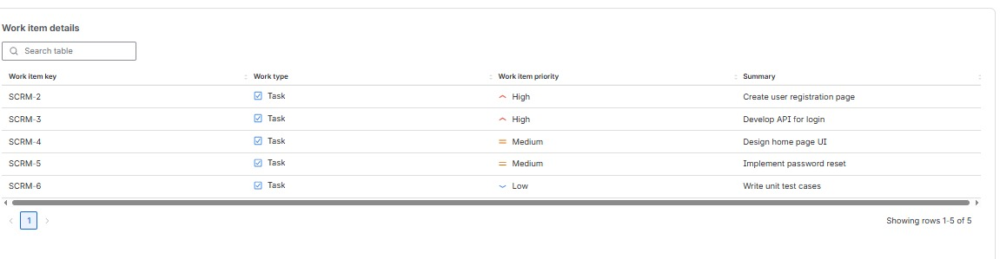 Work item details
Search table
Work item key Work type Work item priority Summary
SCRM-2 Task High Create user registration page
SCRM-3 Task High Develop API for login
SCRM-4 Task Medium Design home page UI
SCRM-5 Task Medium Implement password reset
SCRM-6 Task Low Write unit test cases
1 Showing rows 1-5 of 5